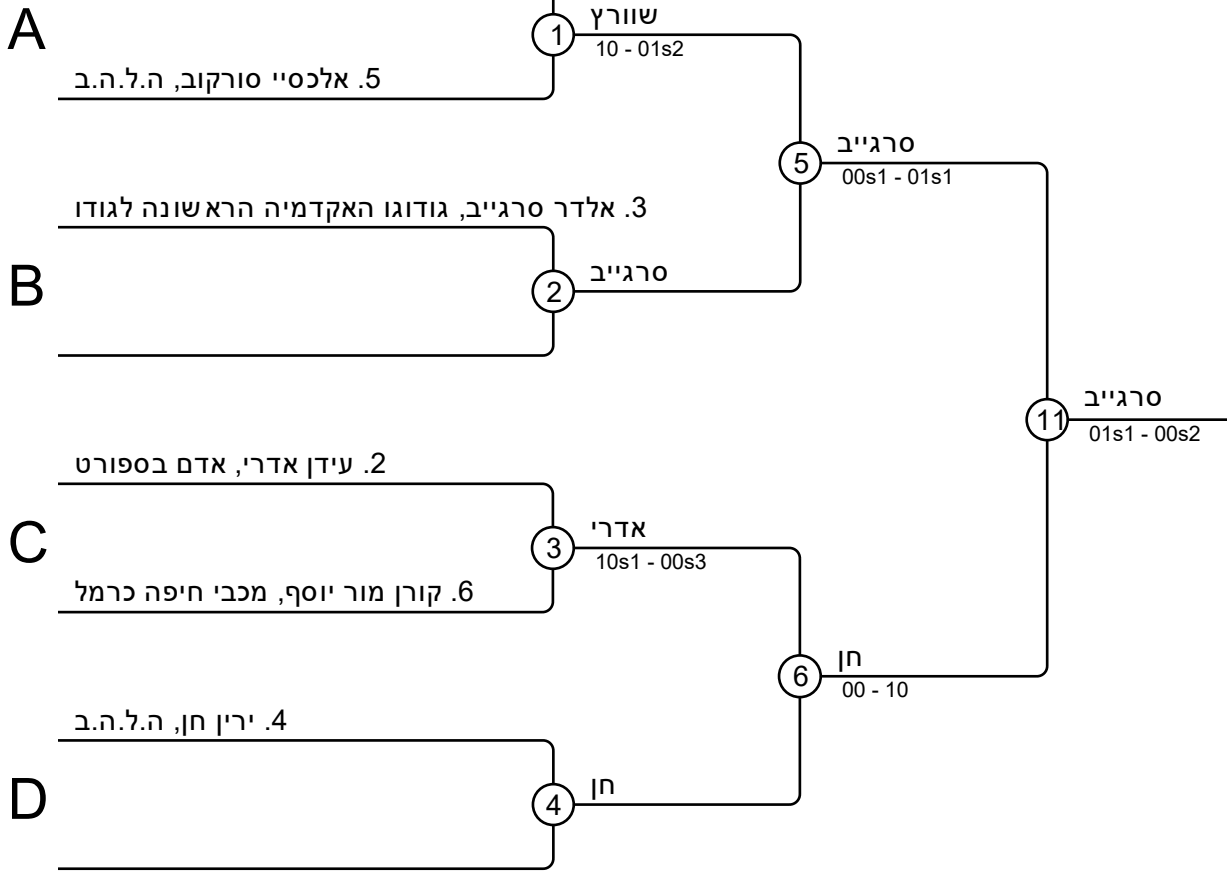 A
1
שוורץ
10 - 01s2
5. אלכסיי סורקוב, ה.ל.ה.ב
5
סרגייב
00s1 - 01s1
3. אלדר סרגייב, גודוגו האקדמיה הראשונה לגודו
B
2
סרגייב
11
סרגייב
01s1 - 00s2
2. עידן אדרי, אדם בספורט
C
3
אדרי
10s1 - 00s3
6. קורן מור יוסף, מכבי חיפה כרמל
6
חן
00 - 10
4. ירין חן, ה.ל.ה.ב
D
4
חן